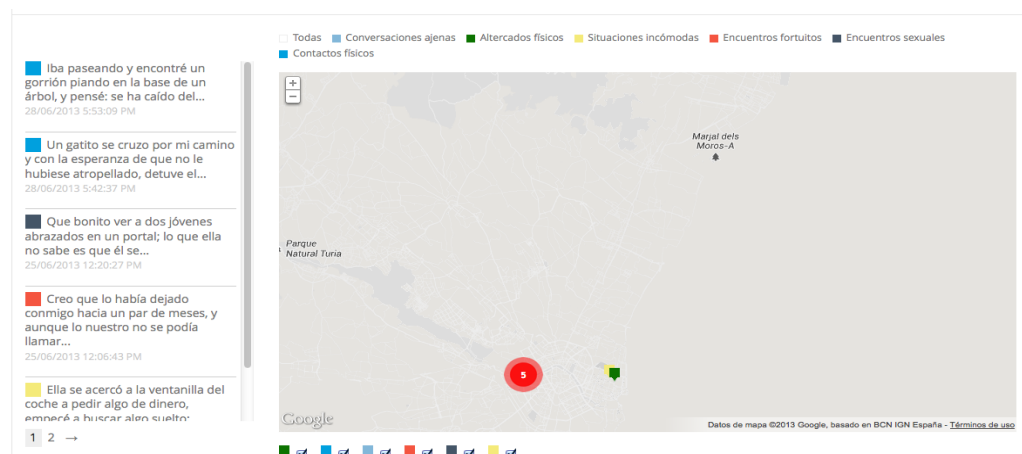 Todas Conversaciones ajenas Altercados físicos Situaciones incómodas Encuentros fortuitos Encuentros sexuales
Contactos físicos
Iba paseando y encontré un
gorrión piando en la base de un
árbol, y pensé: se ha caído del...
28/06/2013 5:53:09 PM
Un gatito se cruzo por mi camino
y con la esperanza de que no le
hubiese atropellado, detuve el...
28/06/2013 5:42:37 PM
Que bonito ver a dos jóvenes
abrazados en un portal; lo que ella
no sabe es que él se...
25/06/2013 12:20:27 PM
Creo que lo había dejado
conmigo hacia un par de meses, y
aunque lo nuestro no se podía
llamar...
25/06/2013 12:06:43 PM
Ella se acercó a la ventanilla del
coche a pedir algo de dinero,
empecé a buscar algo suelto;
1 2 →
+
−
Marjal dels
Moros-A
Parque
Natural Turia
5
Google
Datos de mapa ©2013 Google, basado en BCN IGN España - Términos de uso